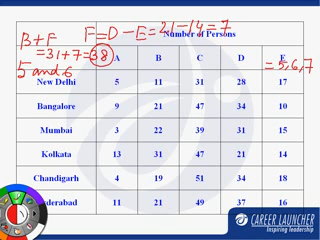 B+F F=D-E=21-14=7
=31+7=38 Number of Persons
5 and 6 A B C D E =5,6,7
New Delhi 5 11 31 28 17
Bangalore 9 21 47 34 10
Mumbai 3 22 39 31 15
Kolkata 13 31 47 21 14
Chandigarh 4 19 51 34 18
derabad 11 21 49 37 16
CAREER LAUNCHER
Inspiring leadership